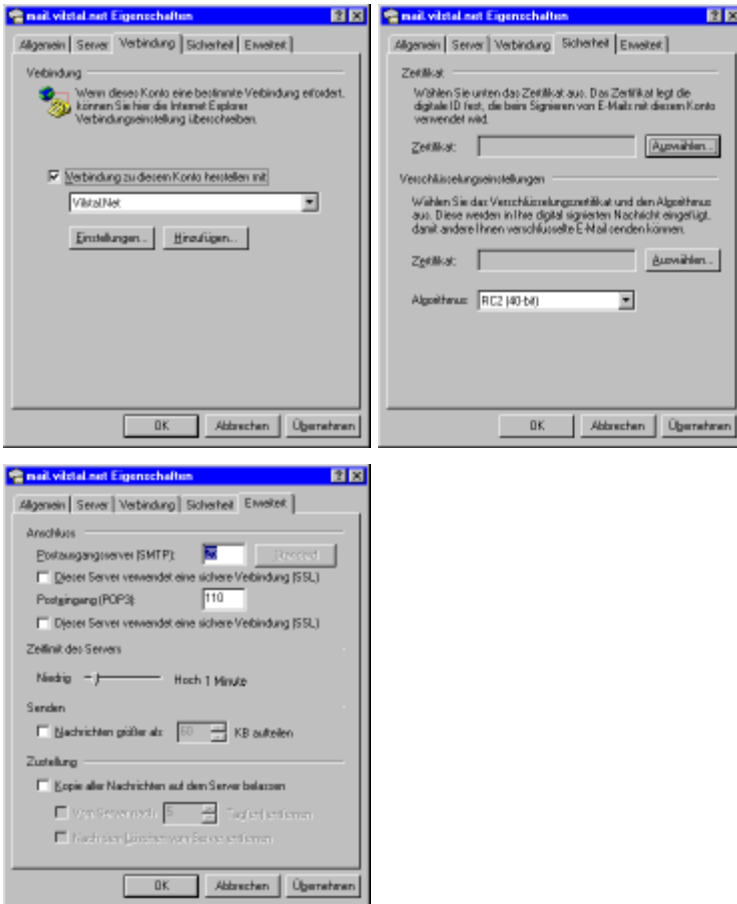 mail.vilstal.net Eigenschaften
Allgemein Server Verbindung Sicherheit Erweitert
Verbindung
Wenn dieses Konto eine bestimmte Verbindung erfordert,
können Sie hier die Internet Explorer
Verbindungseinstellung überschreiben.
Verbindung zu diesem Konto herstellen mit:
Vilstal.Net
Einstellungen... Hinzufügen...
OK Abbrechen Übernehmen
mail.vilstal.net Eigenschaften
Allgemein Server Verbindung Sicherheit Erweitert
Zertifikat
Wählen Sie unten das Zertifikat aus. Das Zertifikat legt die
digitale ID fest, die beim Signieren von E-Mails mit diesem Konto
verwendet wird.
Zertifikat: Auswählen...
Verschlüsselungseinstellungen
Wählen Sie das Verschlüsselungszertifikat und den Algorithmus
aus. Diese werden in Ihre digital signierten Nachricht eingefügt,
damit andere Ihnen verschlüsselte E-Mail senden können.
Zertifikat: Auswählen...
Algorithmus: RC2 (40-bit)
OK Abbrechen Übernehmen
mail.vilstal.net Eigenschaften
Allgemein Server Verbindung Sicherheit Erweitert
Anschluss
Postausgangsserver (SMTP): Standard
Dieser Server verwendet eine sichere Verbindung (SSL)
Posteingang (POP3): 110
Dieser Server verwendet eine sichere Verbindung (SSL)
Zeitlimit des Servers
Niedrig Hoch 1 Minute
Senden
Nachrichten größer als 60 KB aufteilen
Zustellung
Kopie aller Nachrichten auf dem Server belassen
Vom Server nach 5 Tag(en) entfernen
Nach dem Löschen vom Server entfernen
OK Abbrechen Übernehmen